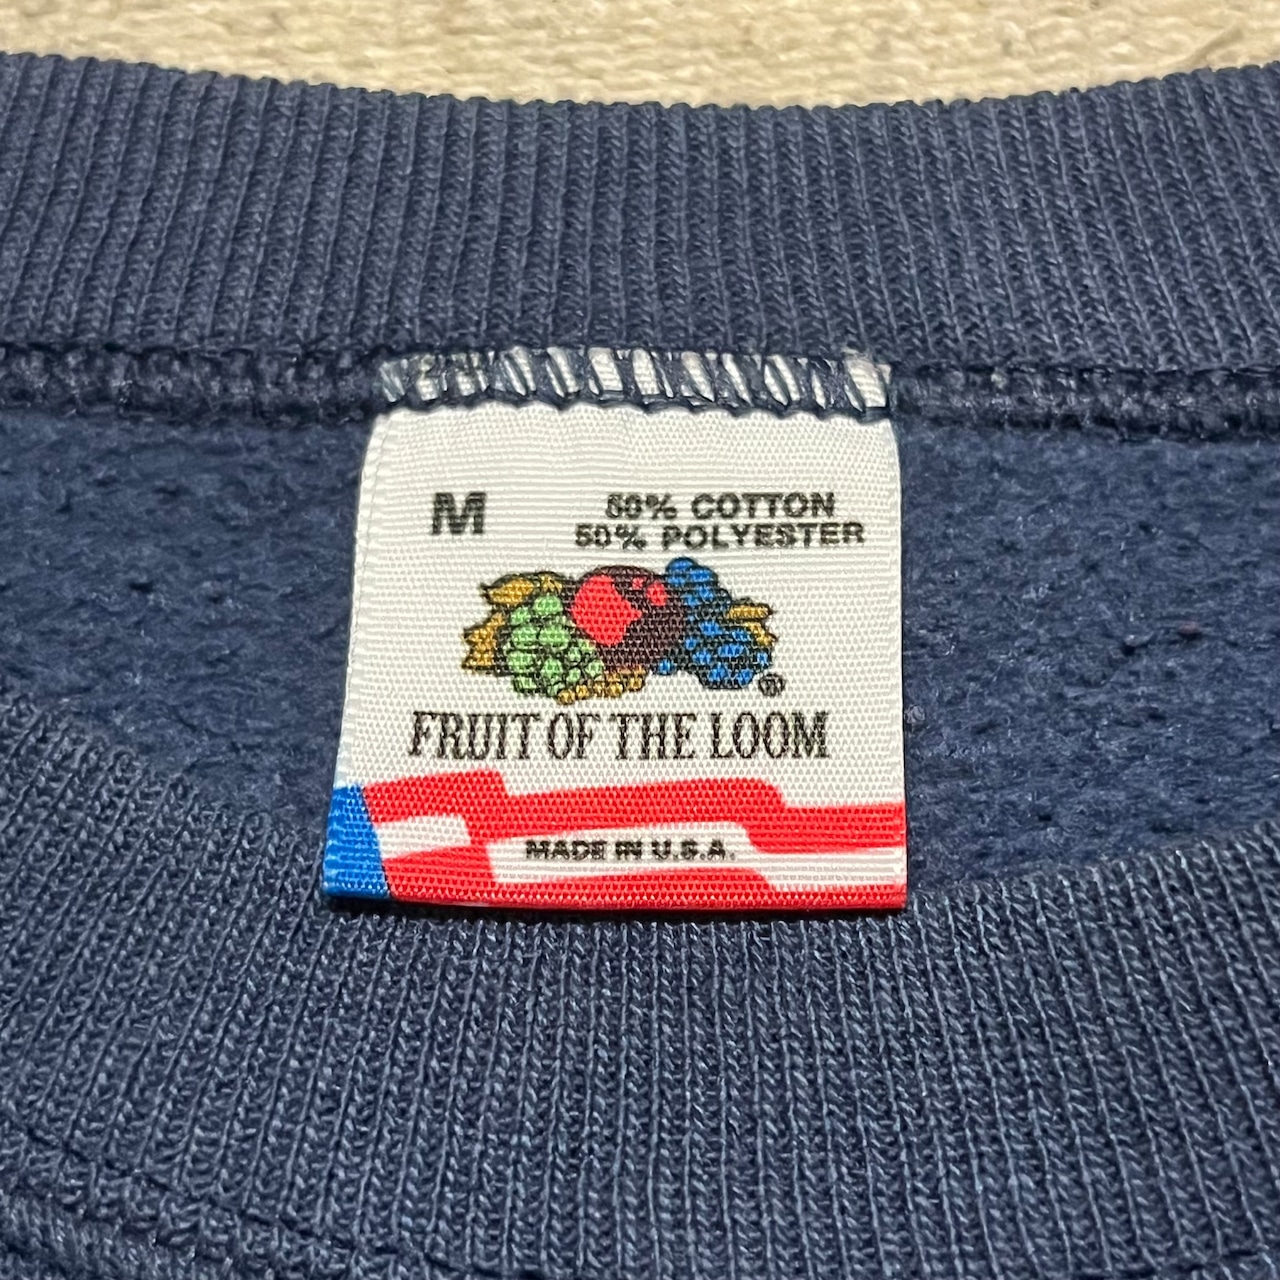 M
50% COTTON
50% POLYESTER
®
FRUIT OF THE LOOM
MADE IN U.S.A.